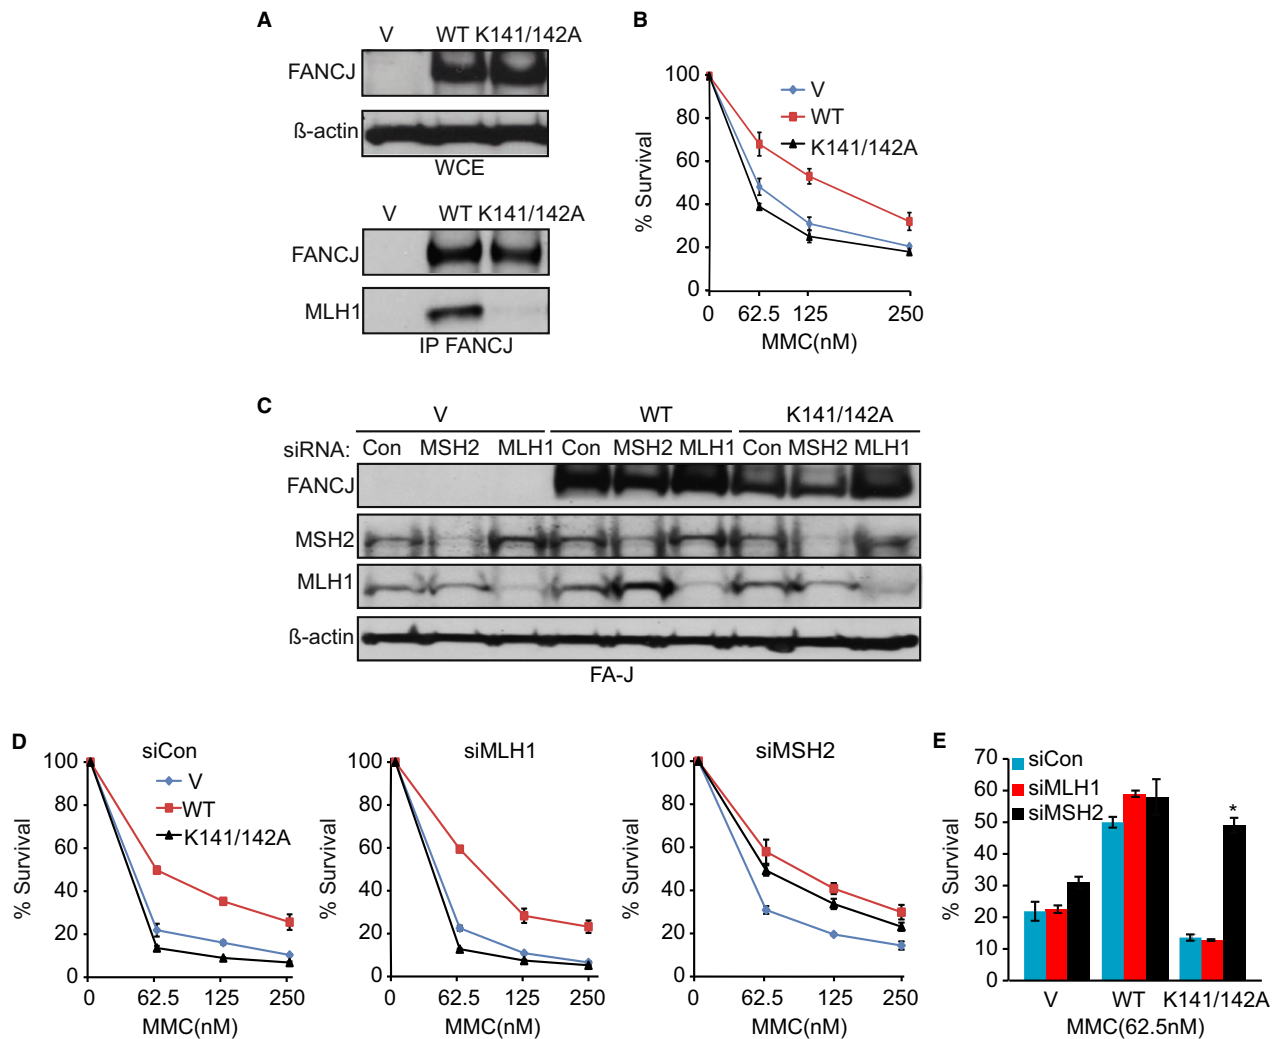 A
V WT K141/142A
FANCJ
ß-actin
WCE
V WT K141/142A
FANCJ
MLH1
IP FANCJ
B
100
80
60
40
20
0
% Survival
V
WT
K141/142A
0 62.5 125 250
MMC(nM)
C
V WT K141/142A
siRNA: Con MSH2 MLH1 Con MSH2 MLH1 Con MSH2 MLH1
FANCJ
MSH2
MLH1
ß-actin
FA-J
D
siCon
100
80
60
40
20
0
% Survival
V
WT
K141/142A
0 62.5 125 250
MMC(nM)
siMLH1
100
80
60
40
20
0
% Survival
0 62.5 125 250
MMC(nM)
siMSH2
100
80
60
40
20
0
% Survival
0 62.5 125 250
MMC(nM)
E
70
60
50
40
30
20
10
0
% Survival
siCon
siMLH1
siMSH2
*
V WT K141/142A
MMC(62.5nM)